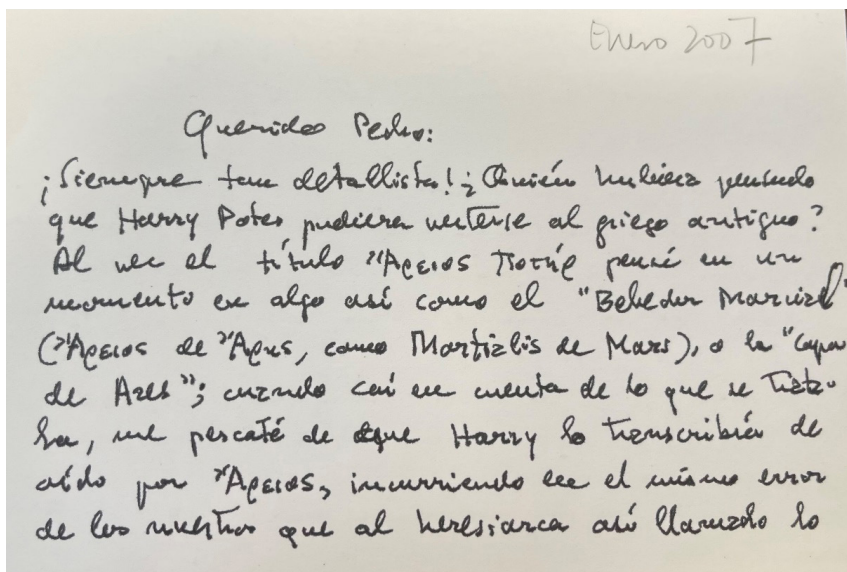 Enero 2007
Querido Pedro:
¡Siempre tan detallista! ¿Quién hubiera pensado
que Harry Poter pudiera verterse al griego antiguo?
Al ver el título Ἄρειος Ποτήρ pensé en un
momento en algo así como el "Bebedor Marcial"
(Ἄρειος de Ἄρης, como Martialis de Mars), o la "Copa
de Ares"; cuando caí en cuenta de lo que se trata-
ba, me percaté de que Harry lo transcribía de
oído por Ἄρειος, incurriendo en el mismo error
de los nuestros que al heresiarca así llamado lo